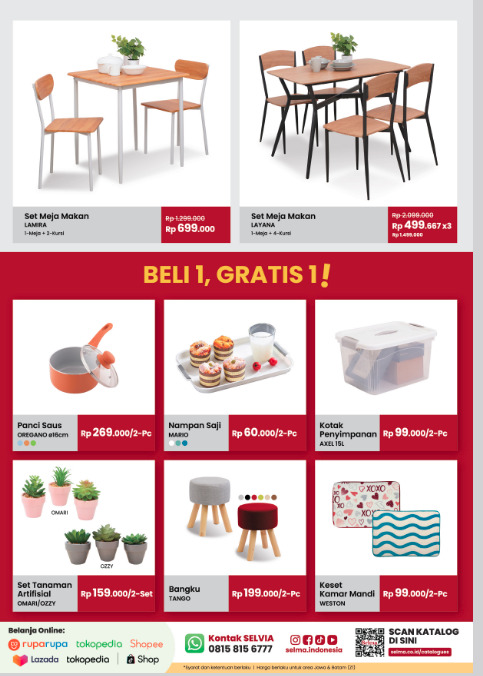 Set Meja Makan
LAMIRA
1-Meja + 2-Kursi
Rp 1.299.000
Rp 699.000
Set Meja Makan
LAYANA
1-Meja + 4-Kursi
Rp 2.099.000
Rp 499.667x3
Rp 1.499.000
BELI 1, GRATIS 1!
Panci Saus
OREGANO ø16cm
Rp 269.000/2-Pc
Nampan Saji
MARIO
Rp 60.000/2-Pc
Kotak
Penyimpanan
AXEL 15L
Rp 99.000/2-Pc
OMARI
OZZY
Set Tanaman
Artifisial
OMARI/OZZY
Rp 159.000/2-Set
Bangku
TANGO
Rp 199.000/2-Pc
XOXO
XOXO
Keset
Kamar Mandi
WESTON
Rp 99.000/2-Pc
Belanja Online:
ruparupa tokopedia Shopee
Lazada tokopedia Shop
Kontak SELVIA
0815 815 6777
selma.indonesia
SCAN KATALOG
DI SINI
selma.co.id/catalogues
*Syarat dan ketentuan berlaku | Harga berlaku untuk area Jawa & Batam (Z1)